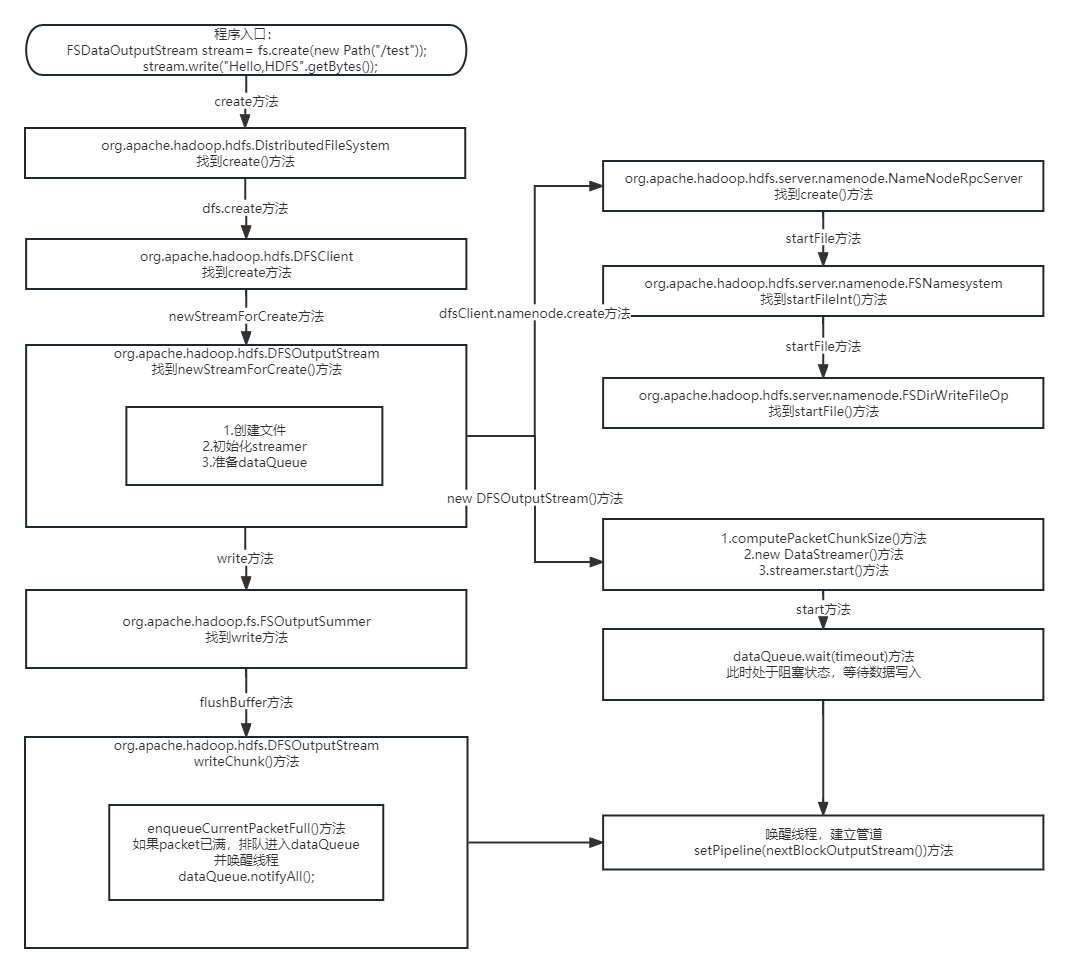 程序入口：
FSDataOutputStream stream= fs.create(new Path("/test"));
stream.write("Hello,HDFS".getBytes());
create方法
org.apache.hadoop.hdfs.DistributedFileSystem
找到create()方法
dfs.create方法
org.apache.hadoop.hdfs.DFSClient
找到create方法
newStreamForCreate方法
org.apache.hadoop.hdfs.DFSOutputStream
找到newStreamForCreate()方法
1.创建文件
2.初始化streamer
3.准备dataQueue
write方法
org.apache.hadoop.fs.FSOutputSummer
找到write方法
flushBuffer方法
org.apache.hadoop.hdfs.DFSOutputStream
writeChunk()方法
enqueueCurrentPacketFull()方法
如果packet已满，排队进入dataQueue
并唤醒线程
dataQueue.notifyAll();
dfsClient.namenode.create方法
org.apache.hadoop.hdfs.server.namenode.NameNodeRpcServer
找到create()方法
startFile方法
org.apache.hadoop.hdfs.server.namenode.FSNamesystem
找到startFileInt()方法
startFile方法
org.apache.hadoop.hdfs.server.namenode.FSDirWriteFileOp
找到startFile()方法
new DFSOutputStream()方法
1.computePacketChunkSize()方法
2.new DataStreamer()方法
3.streamer.start()方法
start方法
dataQueue.wait(timeout)方法
此时处于阻塞状态，等待数据写入
唤醒线程，建立管道
setPipeline(nextBlockOutputStream())方法